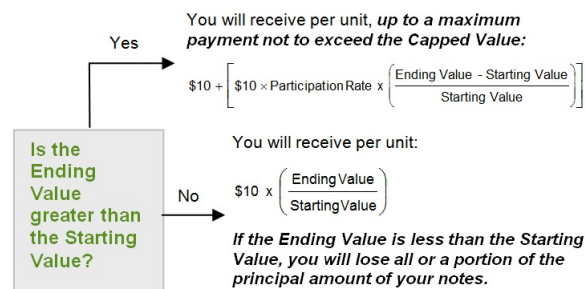 You will receive per unit, up to a maximum
payment not to exceed the Capped Value:
Yes
$10 + [ $10 × Participation Rate x ( Ending Value - Starting Value / Starting Value ) ]
Is the
Ending
Value
greater than
the Starting
Value?
You will receive per unit:
No
$10 x ( Ending Value / Starting Value )
If the Ending Value is less than the Starting
Value, you will lose all or a portion of the
principal amount of your notes.